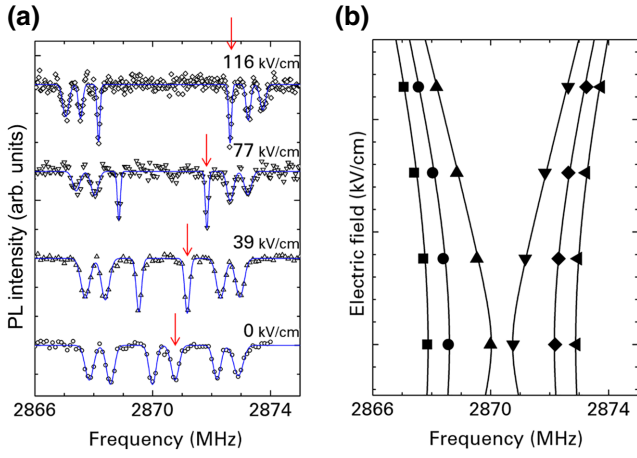 (a)
116 kV/cm
77 kV/cm
39 kV/cm
0 kV/cm
PL intensity (arb. units)
2866 2870 2874
Frequency (MHz)
(b)
Electric field (kV/cm)
2866 2870 2874
Frequency (MHz)